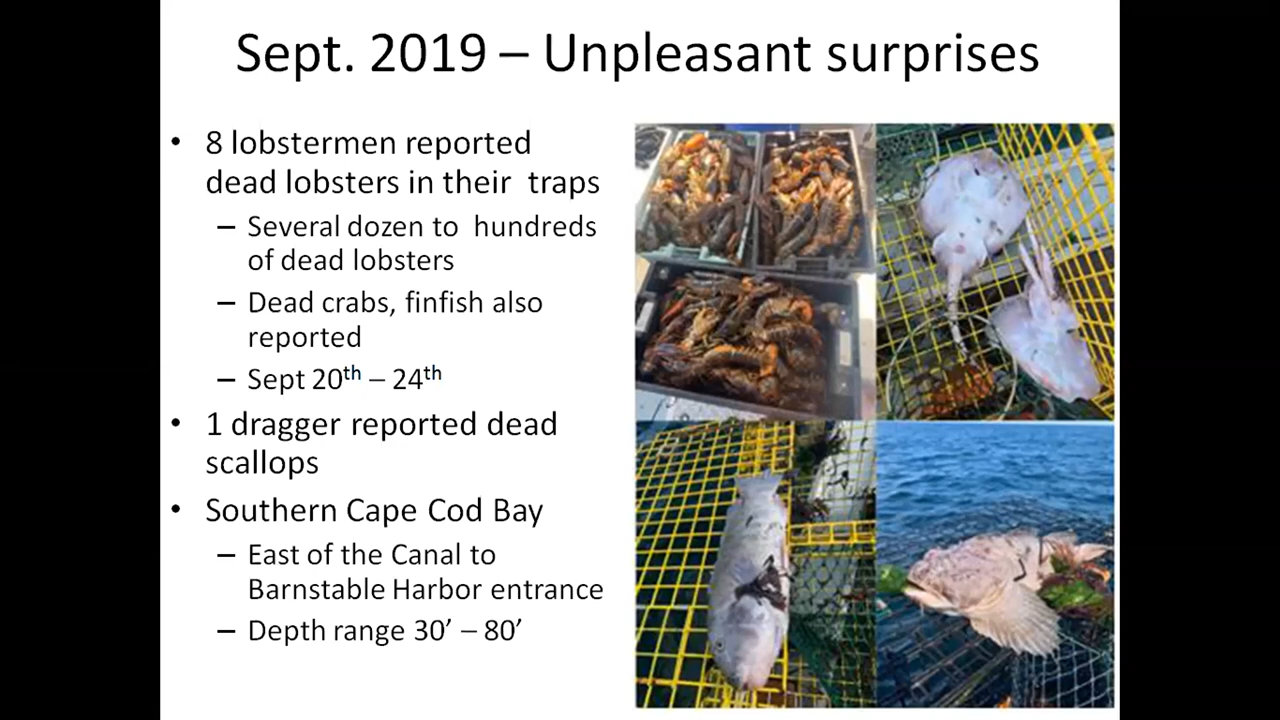 Sept. 2019 – Unpleasant surprises
• 8 lobstermen reported
dead lobsters in their traps
– Several dozen to hundreds
of dead lobsters
– Dead crabs, finfish also
reported
– Sept 20th – 24th
• 1 dragger reported dead
scallops
• Southern Cape Cod Bay
– East of the Canal to
Barnstable Harbor entrance
– Depth range 30’ – 80’